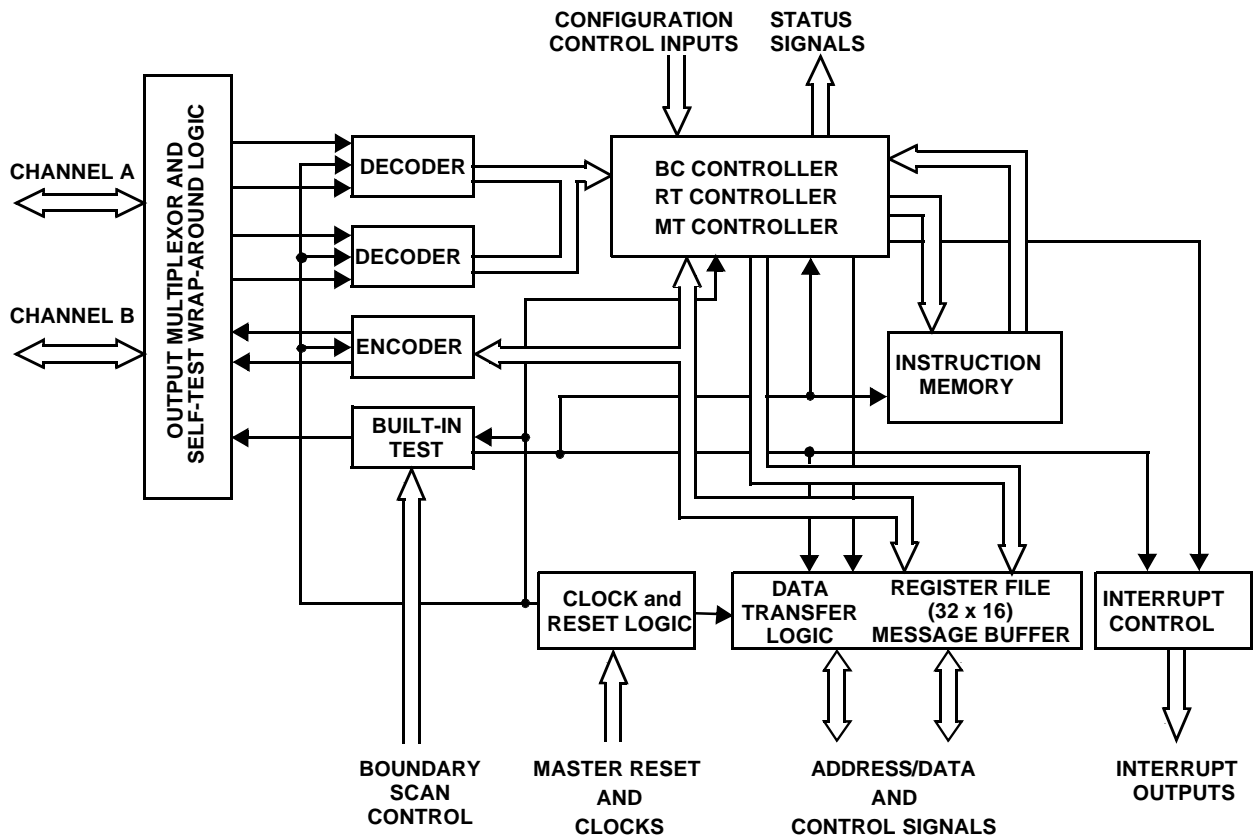 CONFIGURATION
CONTROL INPUTS
STATUS
SIGNALS
OUTPUT MULTIPLEXOR AND
SELF-TEST WRAP-AROUND LOGIC
CHANNEL A
CHANNEL B
DECODER
DECODER
ENCODER
BUILT-IN
TEST
BC CONTROLLER
RT CONTROLLER
MT CONTROLLER
INSTRUCTION
MEMORY
CLOCK and
RESET LOGIC
DATA
TRANSFER
LOGIC
REGISTER FILE
(32 x 16)
MESSAGE BUFFER
INTERRUPT
CONTROL
BOUNDARY
SCAN
CONTROL
MASTER RESET
AND
CLOCKS
ADDRESS/DATA
AND
CONTROL SIGNALS
INTERRUPT
OUTPUTS